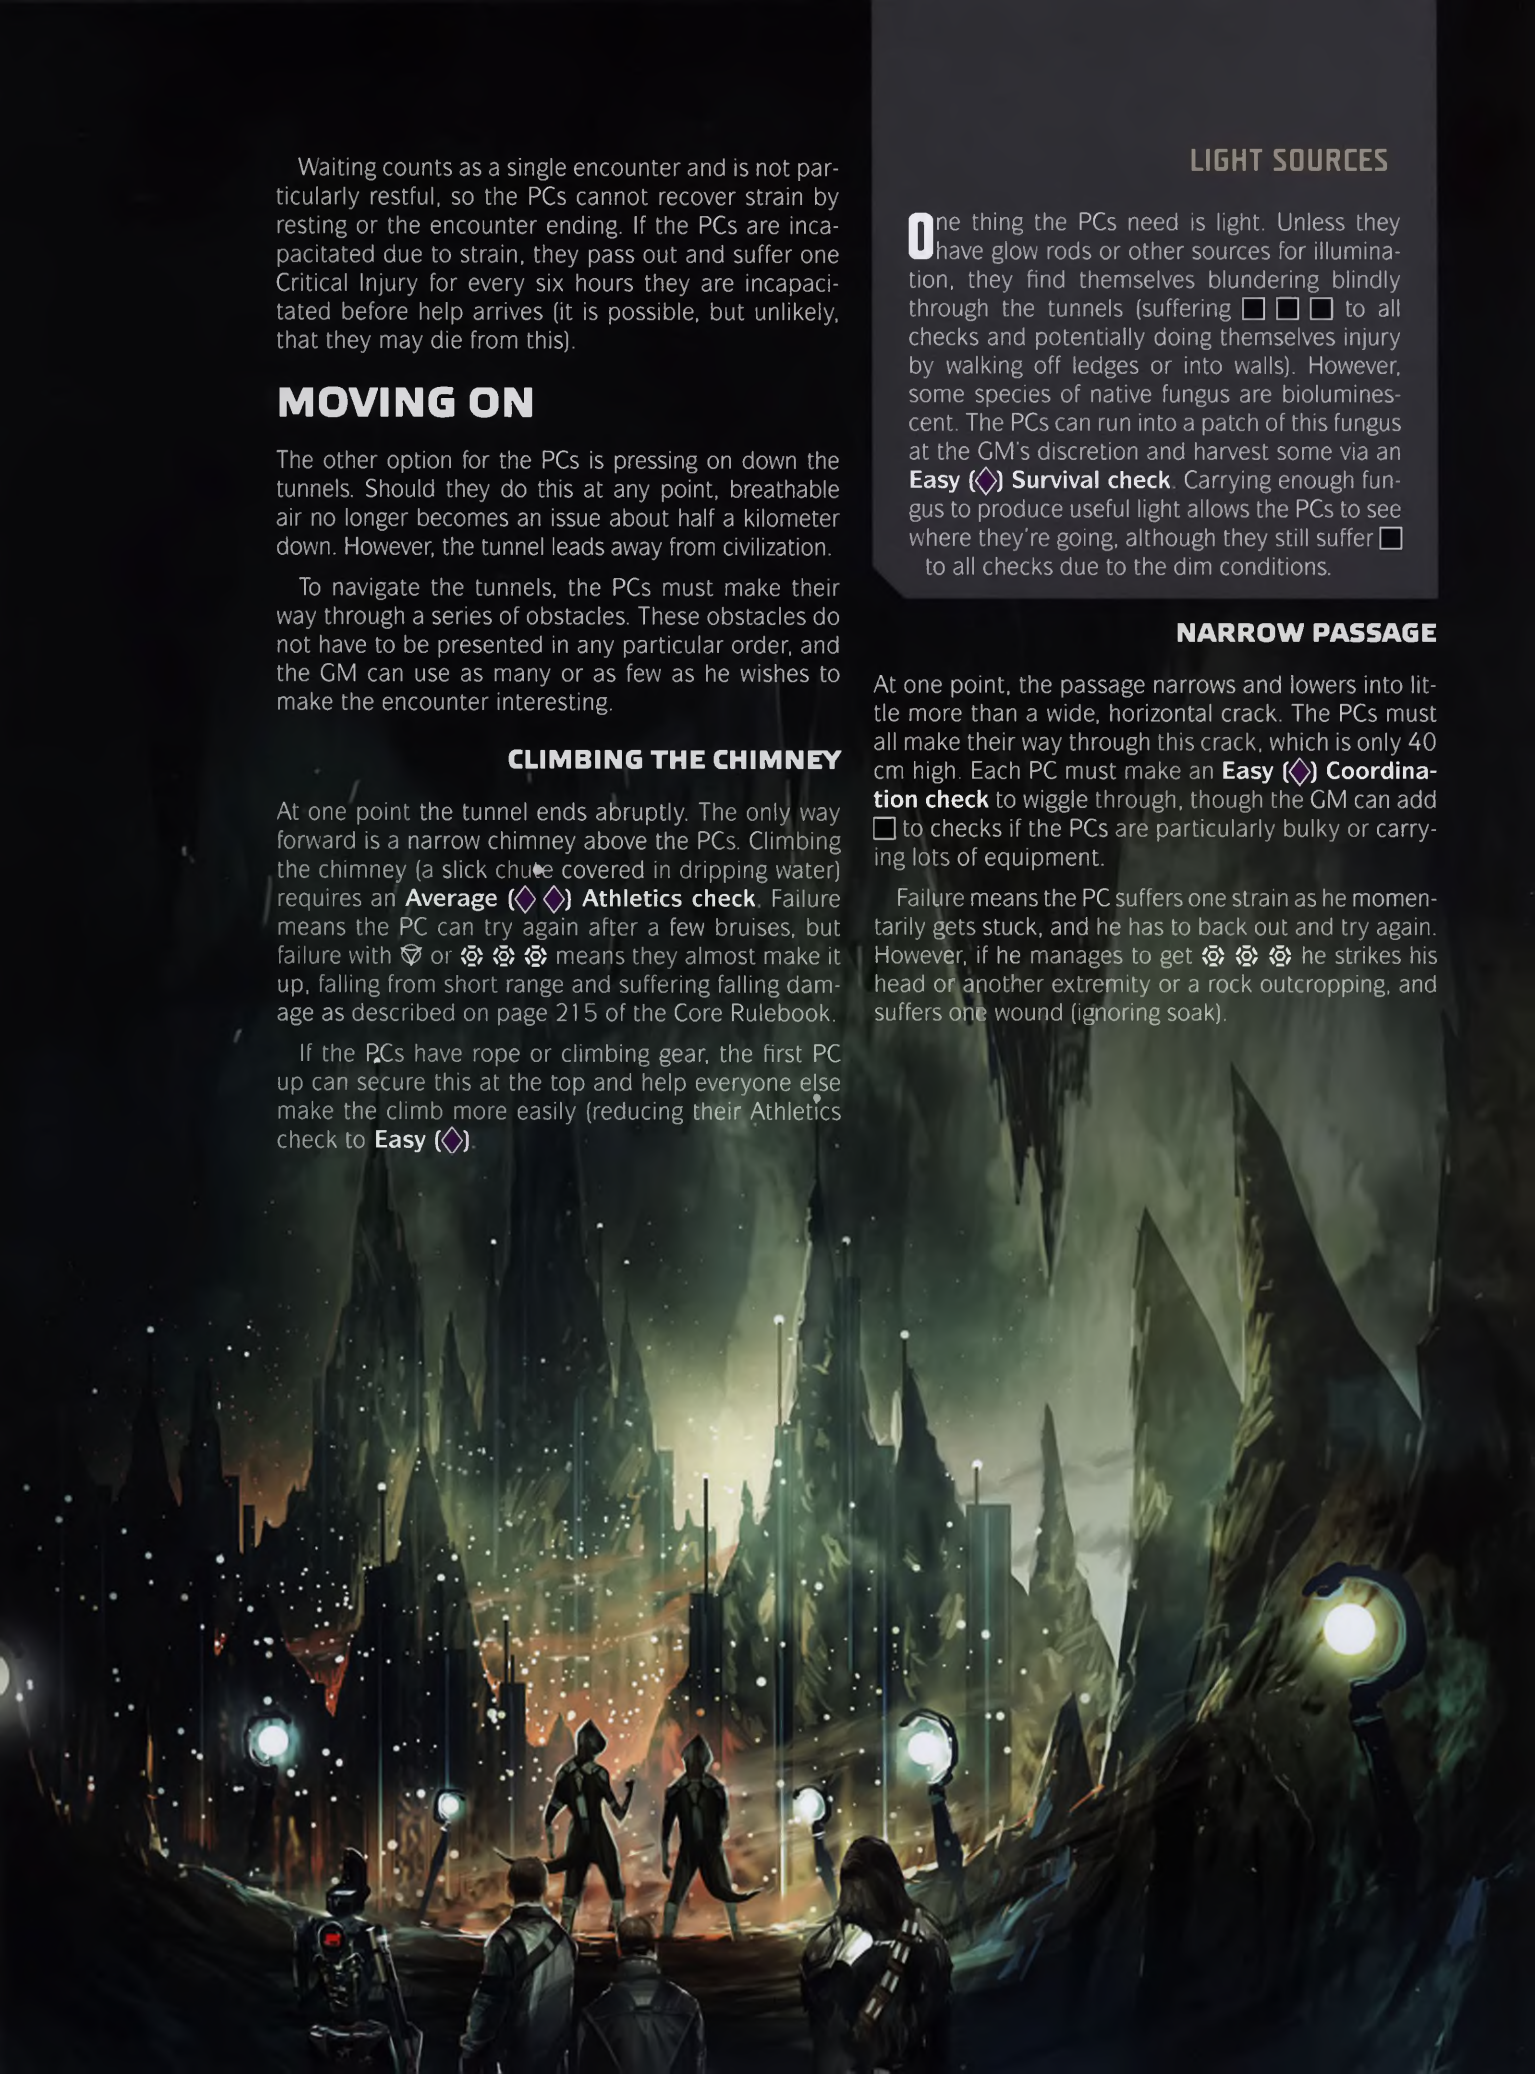 Waiting counts as a single encounter and is not par-
ticularly restful, so the PCs cannot recover strain by
resting or the encounter ending. If the PCs are inca-
pacitated due to strain, they pass out and suffer one
Critical Injury for every six hours they are incapaci-
tated before help arrives (it is possible, but unlikely,
that they may die from this).
MOVING ON
The other option for the PCs is pressing on down the
tunnels. Should they do this at any point, breathable
air no longer becomes an issue about half a kilometer
down. However, the tunnel leads away from civilization.
To navigate the tunnels, the PCs must make their
way through a series of obstacles. These obstacles do
not have to be presented in any particular order, and
the GM can use as many or as few as he wishes to
make the encounter interesting.
CLIMBING THE CHIMNEY
At one point the tunnel ends abruptly. The only way
forward is a narrow chimney above the PCs. Climbing
the chimney (a slick chute covered in dripping water)
requires an Average (◆ ◆) Athletics check. Failure
means the PC can try again after a few bruises, but
failure with or means they almost make it
up, falling from short range and suffering falling dam-
age as described on page 215 of the Core Rulebook.
If the PCs have rope or climbing gear, the first PC
up can secure this at the top and help everyone else
make the climb more easily (reducing their Athletics
check to Easy (◆).
LIGHT SOURCES
One thing the PCs need is light. Unless they
have glow rods or other sources for illumina-
tion, they find themselves blundering blindly
through the tunnels (suffering ■ ■ ■ to all
checks and potentially doing themselves injury
by walking off ledges or into walls). However,
some species of native fungus are biolumines-
cent. The PCs can run into a patch of this fungus
at the GM's discretion and harvest some via an
Easy (◆) Survival check. Carrying enough fun-
gus to produce useful light allows the PCs to see
where they're going, although they still suffer ■
to all checks due to the dim conditions.
NARROW PASSAGE
At one point, the passage narrows and lowers into lit-
tle more than a wide, horizontal crack. The PCs must
all make their way through this crack, which is only 40
cm high. Each PC must make an Easy (◆) Coordina-
tion check to wiggle through, though the GM can add
■ to checks if the PCs are particularly bulky or carry-
ing lots of equipment.
Failure means the PC suffers one strain as he momen-
tarily gets stuck, and he has to back out and try again.
However, if he manages to get he strikes his
head or another extremity or a rock outcropping, and
suffers one wound (ignoring soak).